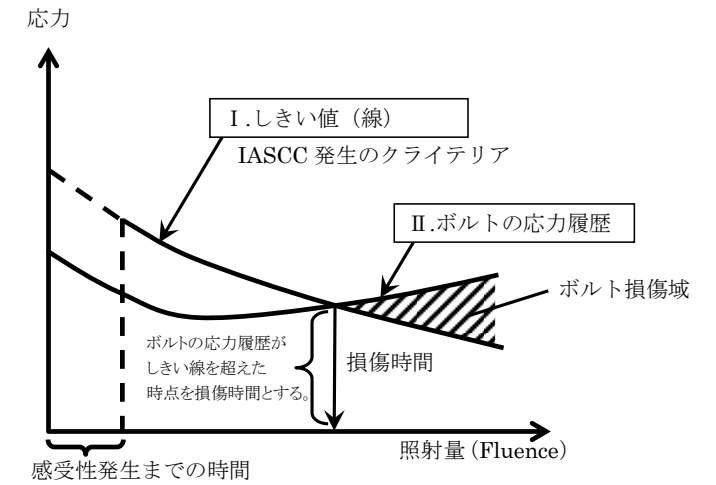 応力
Ⅰ.しきい値（線）
IASCC 発生のクライテリア
Ⅱ.ボルトの応力履歴
ボルト損傷域
ボルトの応力履歴が
しきい線を超えた
時点を損傷時間とする。
損傷時間
照射量(Fluence)
感受性発生までの時間